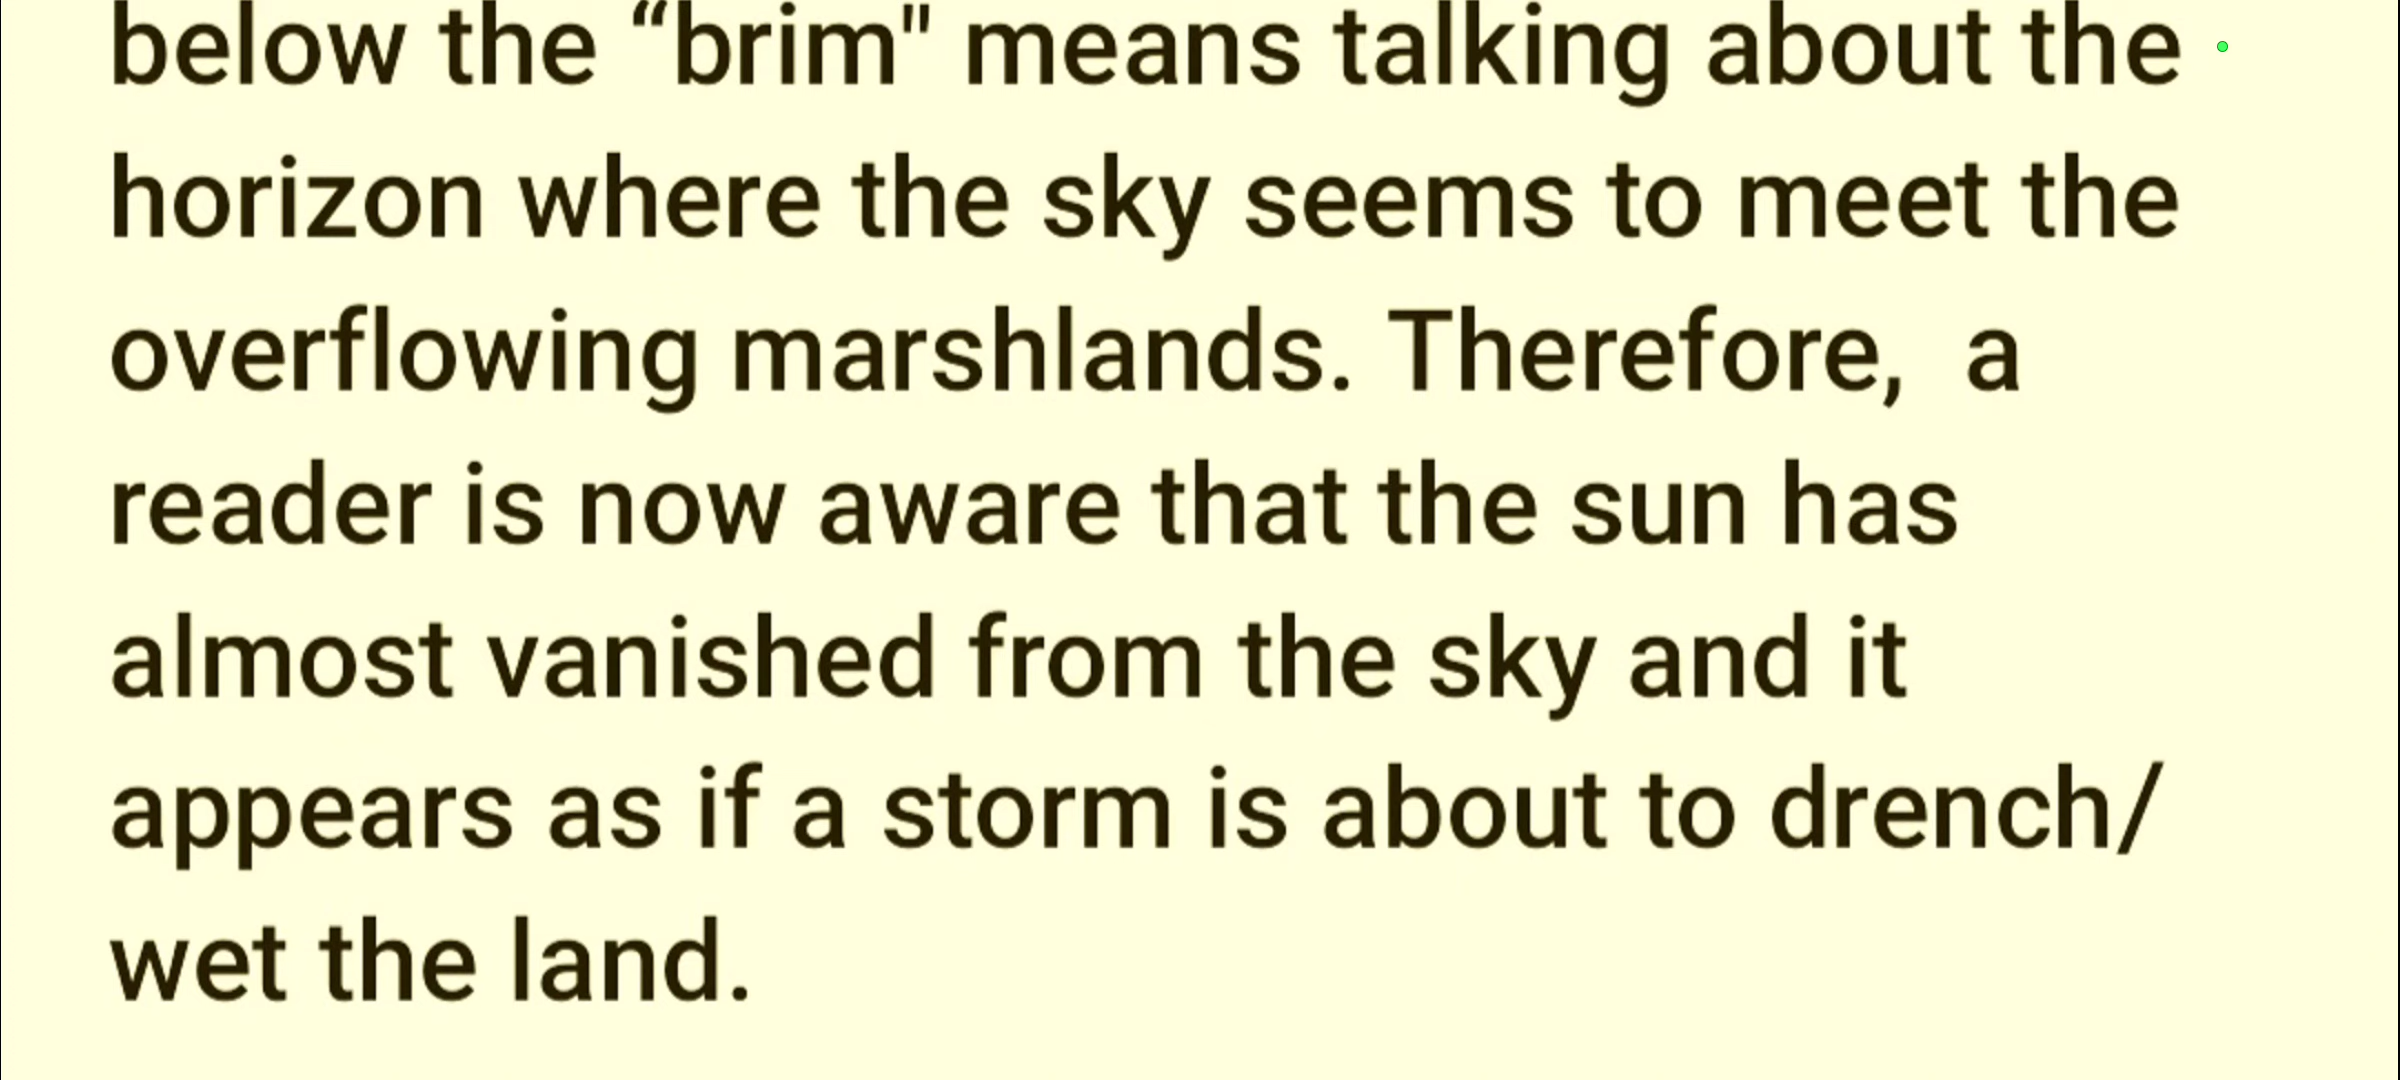 below the “brim" means talking about the
horizon where the sky seems to meet the
overflowing marshlands. Therefore,  a
reader is now aware that the sun has
almost vanished from the sky and it
appears as if a storm is about to drench/
wet the land.